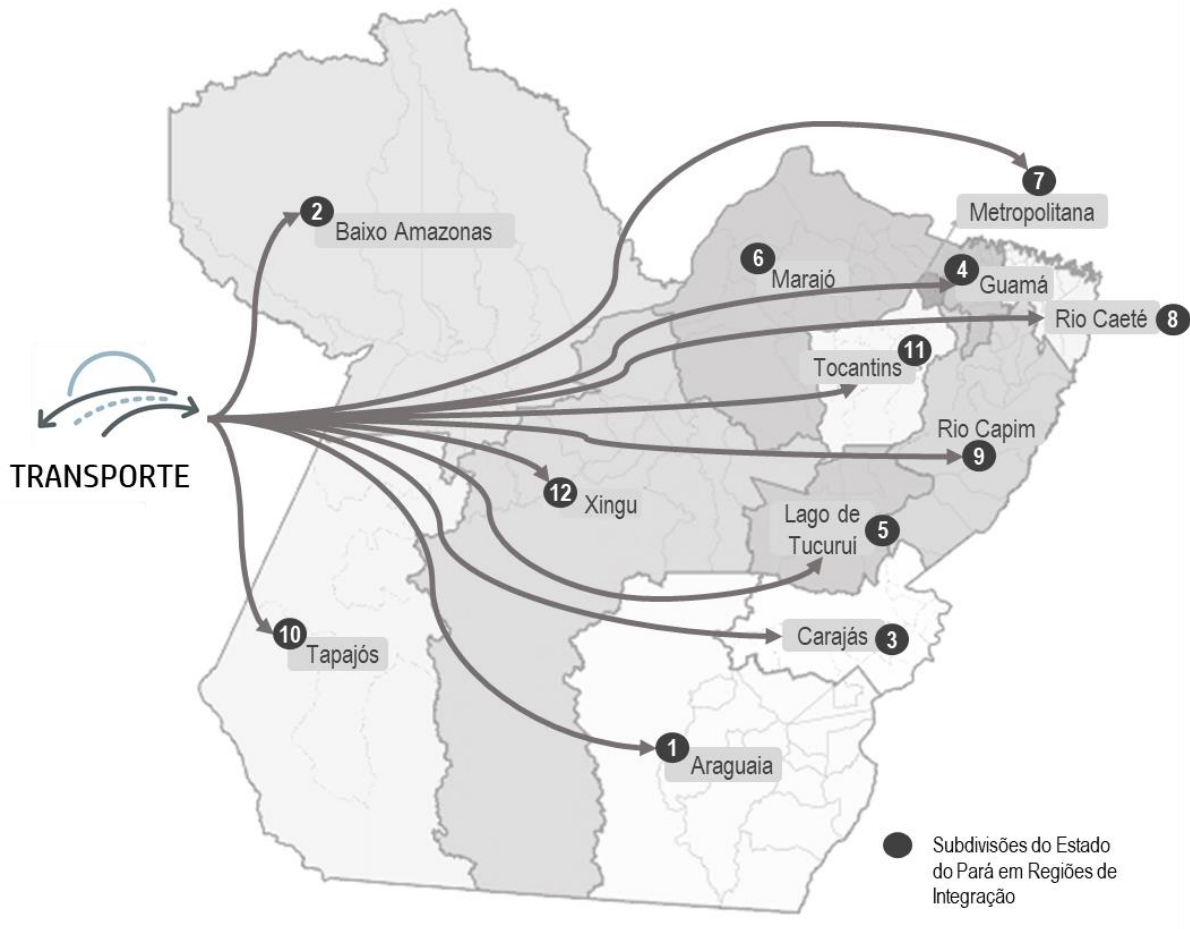 7
Metropolitana
2
Baixo Amazonas
6
Marajó
4
Guamá
Rio Caeté 8
11
Tocantins
TRANSPORTE
Rio Capim
9
12
Xingu
Lago de
Tucuruí
5
10
Tapajós
Carajás 3
1
Araguaia
Subdivisões do Estado
do Pará em Regiões de
Integração